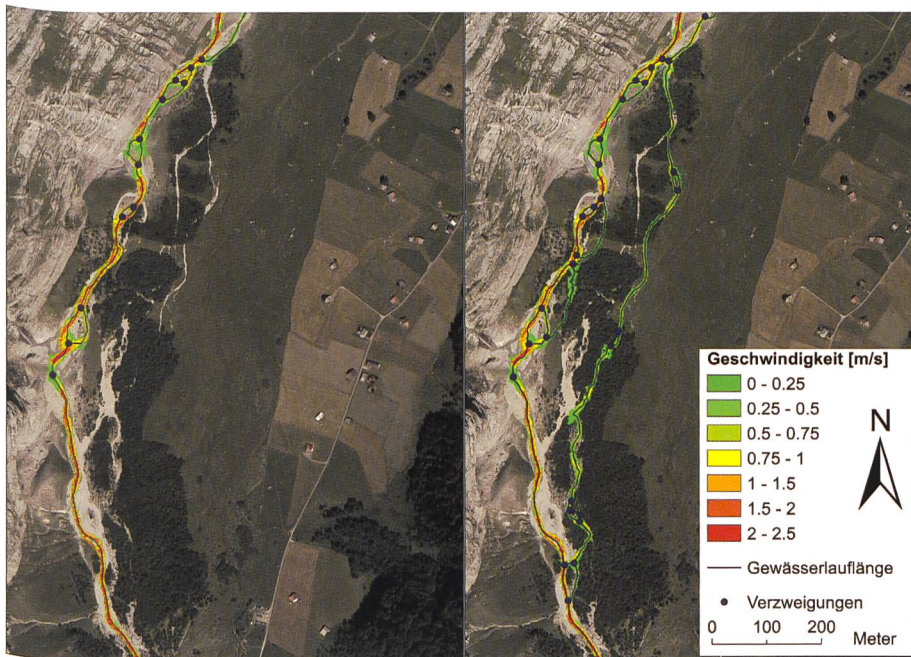 Geschwindigkeit [m/s]
0 - 0.25
0.25 - 0.5
0.5 - 0.75
0.75 - 1
1 - 1.5
1.5 - 2
2 - 2.5
N
Gewässerlauflänge
Verzweigungen
0 100 200 Meter